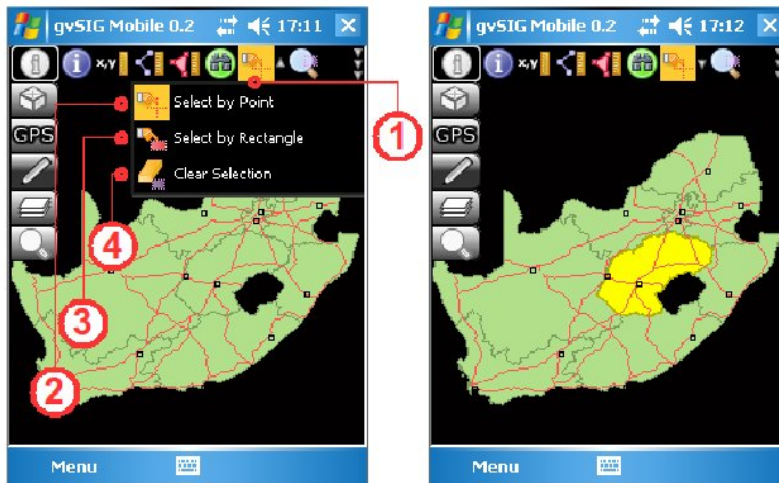 gvSIG Mobile 0.2 17:11
x,y
Select by Point
GPS
Select by Rectangle
Clear Selection
1
4
3
2
Menu
gvSIG Mobile 0.2 17:12
x,y
GPS
Menu